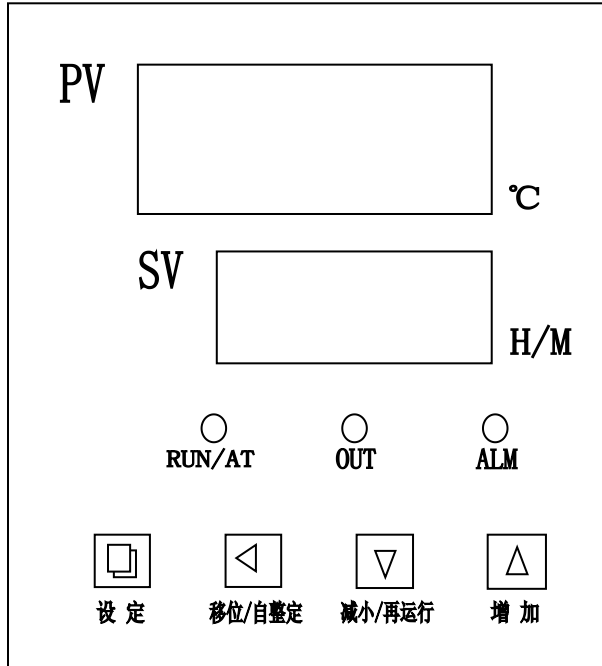 PV
℃
SV
H/M
RUN/AT OUT ALM
设 定 移位/自整定 减小/再运行 增 加